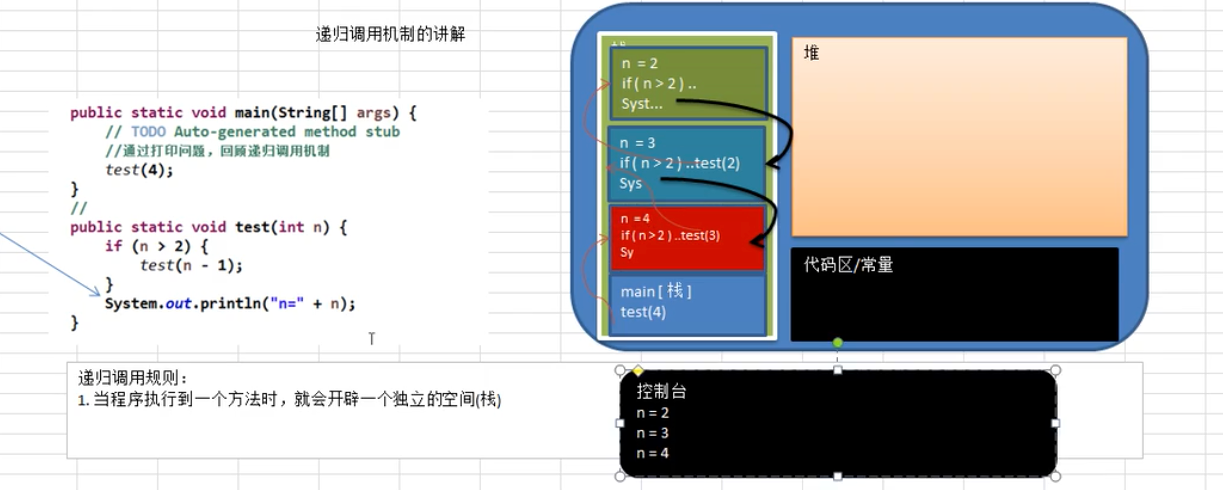 递归调用机制的讲解
public static void main(String[] args) {
// TODO Auto-generated method stub
//通过打印问题，回顾递归调用机制
test(4);
}
//
public static void test(int n) {
if (n > 2) {
test(n - 1);
}
System.out.println("n=" + n);
}
n = 2
if ( n > 2 ) ..
Syst...
n = 3
if ( n > 2 ) ..test(2)
Sys
n =4
if ( n > 2 ) ..test(3)
Sy
main [ 栈 ]
test(4)
堆
代码区/常量
递归调用规则：
1. 当程序执行到一个方法时，就会开辟一个独立的空间(栈)
控制台
n = 2
n = 3
n = 4